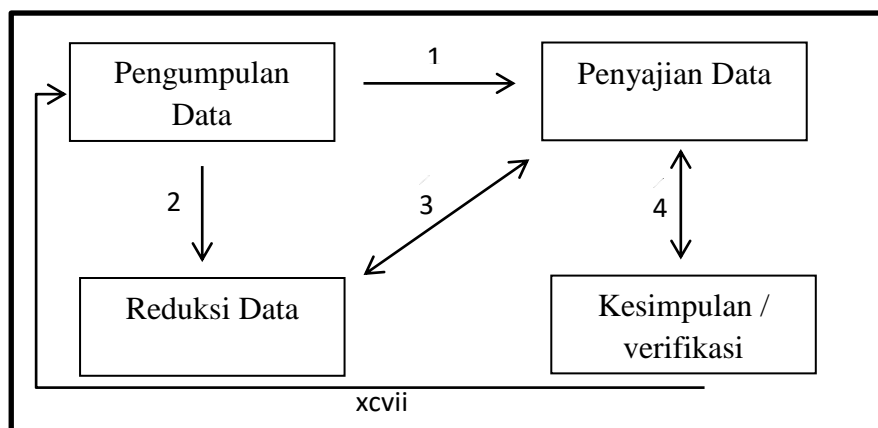 Pengumpulan
Data
1
Penyajian Data
2
3
4
Reduksi Data
Kesimpulan /
verifikasi
xcvii